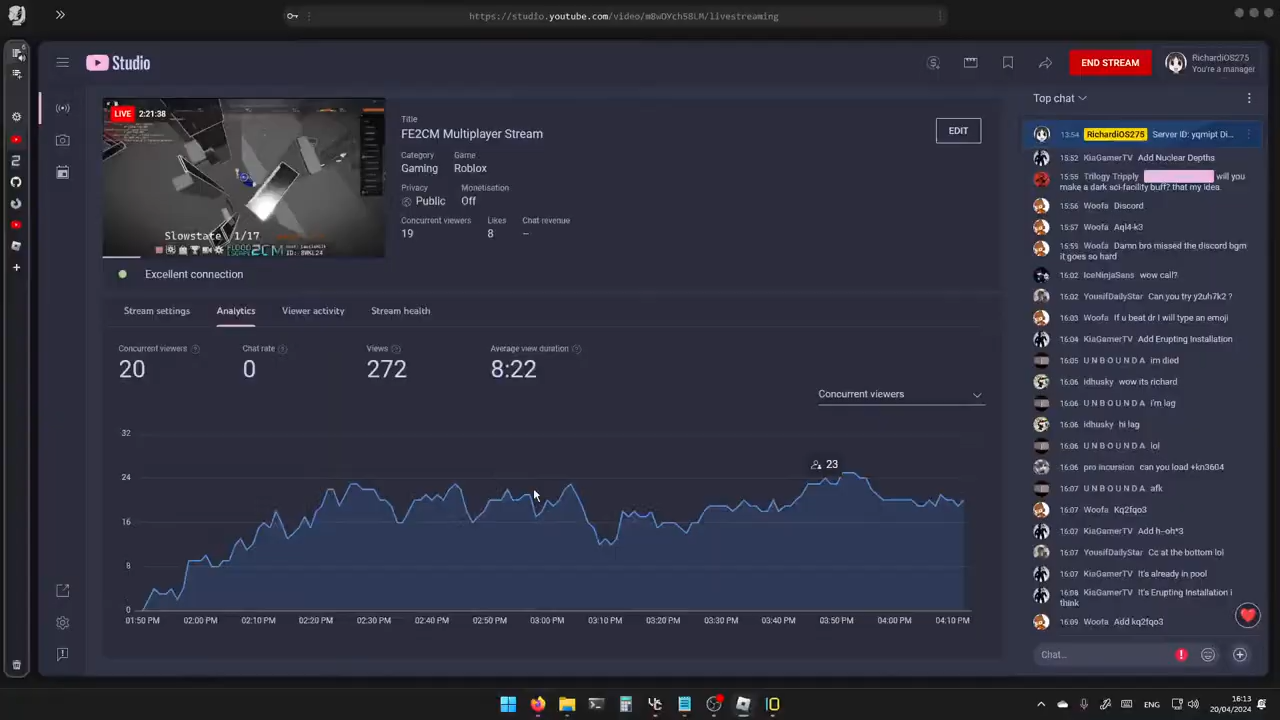 https://studio.youtube.com/video/m8wOYch58LM/livestreaming
Studio
END STREAM
RichardiOS275
You're a manager
LIVE 2:21:38
Slowstate 1/17
Title
FE2CM Multiplayer Stream
EDIT
Category
Game
Gaming
Roblox
Privacy
Monetisation
Public
Off
Concurrent viewers
Likes
Chat revenue
19
8
–
Excellent connection
Stream settings
Analytics
Viewer activity
Stream health
Concurrent viewers
Chat rate
Views
Average view duration
20
0
272
8:22
Concurrent viewers
32
24
16
8
0
23
01:50 PM
02:00 PM
02:10 PM
02:20 PM
02:30 PM
02:40 PM
02:50 PM
03:00 PM
03:10 PM
03:20 PM
03:30 PM
03:40 PM
03:50 PM
04:00 PM
04:10 PM
Top chat
13:54 RichardiOS275 Server ID: yqmipt Di...
15:52 KiaGamerTV Add Nuclear Depths
15:55 Trilogy Tripply will you
make a dark sci-facility buff? that my idea.
15:56 Woofa Discord
15:57 Woofa Aql4-k3
15:59 Woofa Damn bro missed the discord bgm
it goes so hard
16:02 IceNinjaSans wow call?
16:02 YousifDailyStar Can you try y2uh7k2 ?
16:03 Woofa If u beat dr I will type an emoji
16:04 KiaGamerTV Add Erupting Installation
16:05 U N B O U N D A im died
16:06 Idhusky wow its richard
16:06 U N B O U N D A i'm lag
16:06 Idhusky hi lag
16:06 U N B O U N D A lol
16:06 pro incursion can you load +kn3604
16:07 U N B O U N D A afk
16:07 Woofa Kq2fqo3
16:07 KiaGamerTV Add h--oh*3
16:07 YousifDailyStar Cc at the bottom lol
16:07 KiaGamerTV It's already in pool
16:08 KiaGamerTV It's Erupting Installation i
think
16:09 Woofa Add kq2fqo3
Chat...
ENG
16:13
20/04/2024